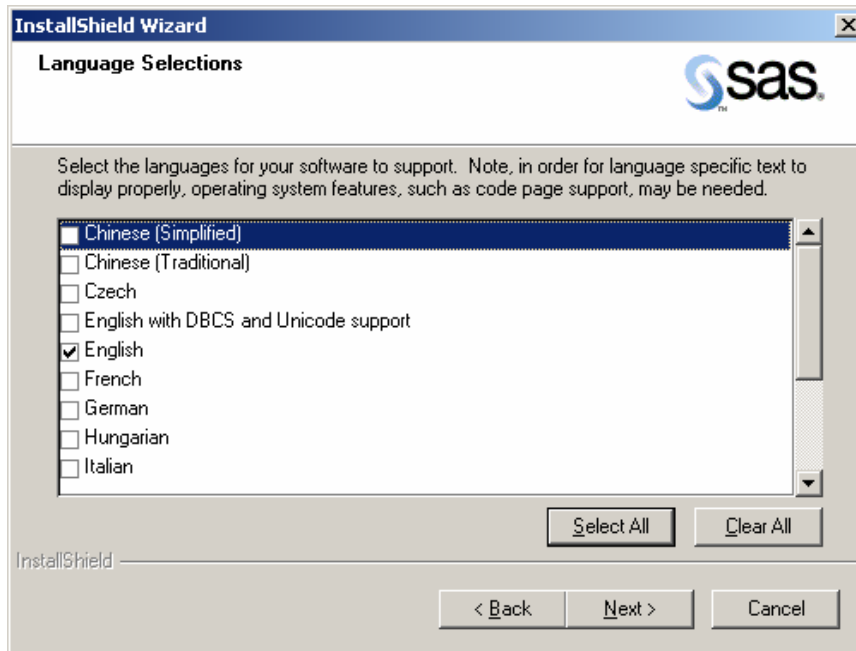 InstallShield Wizard
Language Selections
sas.
TM
®
Select the languages for your software to support.  Note, in order for language specific text to
display properly, operating system features, such as code page support, may be needed.
Chinese (Simplified)
Chinese (Traditional)
Czech
English with DBCS and Unicode support
English
French
German
Hungarian
Italian
Select All
Clear All
InstallShield
< Back
Next >
Cancel